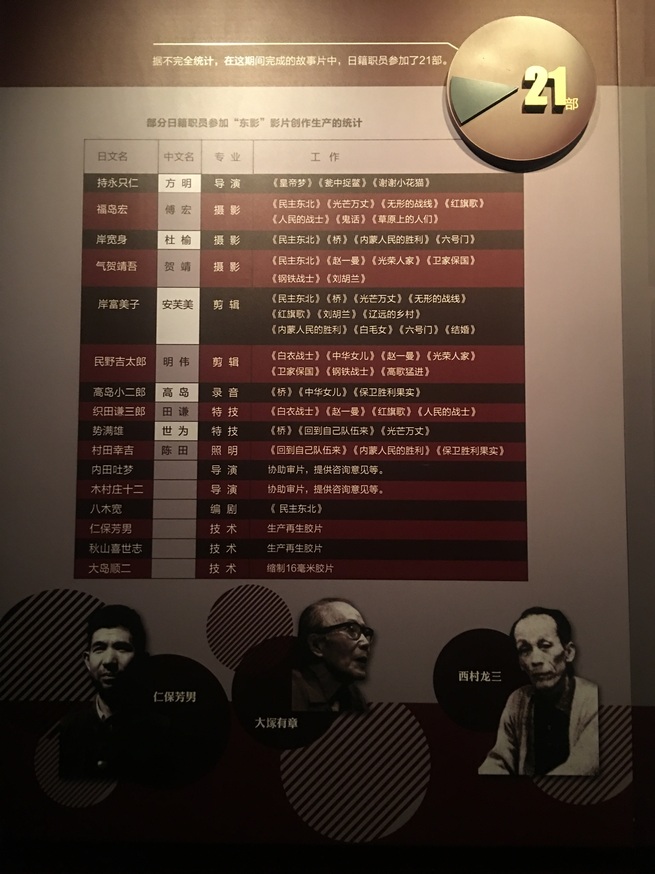 据不完全统计，在这期间完成的故事片中，日籍职员参加了21部。
21部
部分日籍职员参加“东影”影片创作生产的统计
日文名 中文名 专业 工作
持永只仁 方明 导演 《皇帝梦》《瓮中捉鳖》《谢谢小花猫》
福岛宏 傅宏 摄影 《民主东北》《光芒万丈》《无形的战线》《红旗歌》
《人民的战士》《鬼话》《草原上的人们》
岸宽身 杜榆 摄影 《民主东北》《桥》《内蒙人民的胜利》《六号门》
气贺靖吾 贺靖 摄影 《民主东北》《赵一曼》《光荣人家》《卫家保国》
《钢铁战士》《刘胡兰》
岸富美子 安芙美 剪辑 《民主东北》《桥》《光芒万丈》《无形的战线》
《红旗歌》《刘胡兰》《辽远的乡村》
《内蒙人民的胜利》《白毛女》《六号门》《结婚》
民野吉太郎 明伟 剪辑 《白衣战士》《中华女儿》《赵一曼》《光荣人家》
《卫家保国》《钢铁战士》《高歌猛进》
高岛小二郎 高岛 录音 《桥》《中华女儿》《保卫胜利果实》
织田谦三郎 田谦 特技 《白衣战士》《赵一曼》《红旗歌》《人民的战士》
势满雄 世为 特技 《桥》《回到自己队伍来》《光芒万丈》
村田幸吉 陈田 照明 《回到自己队伍来》《内蒙人民的胜利》《保卫胜利果实》
内田吐梦 导演 协助审片，提供咨询意见等。
木村庄十二 导演 协助审片，提供咨询意见等。
八木宽 编剧 《民主东北》
仁保芳男 技术 生产再生胶片
秋山喜世志 技术 生产再生胶片
大岛顺二 技术 缩制16毫米胶片
仁保芳男
大塚有章
西村龙三